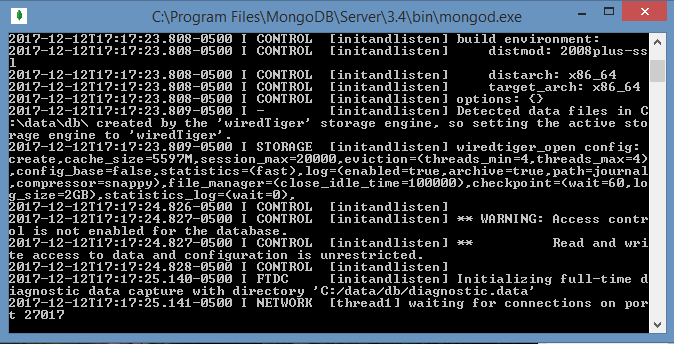 C:\Program Files\MongoDB\Server\3.4\bin\mongod.exe
2017-12-12T17:17:23.808-0500 I CONTROL  [initandlisten] build environment:
2017-12-12T17:17:23.808-0500 I CONTROL  [initandlisten]     distmod: 2008plus-ss
l
2017-12-12T17:17:23.808-0500 I CONTROL  [initandlisten]     distarch: x86_64
2017-12-12T17:17:23.808-0500 I CONTROL  [initandlisten]     target_arch: x86_64
2017-12-12T17:17:23.808-0500 I CONTROL  [initandlisten] options: {}
2017-12-12T17:17:23.809-0500 I -        [initandlisten] Detected data files in C
:\data\db\ created by the 'wiredTiger' storage engine, so setting the active sto
rage engine to 'wiredTiger'.
2017-12-12T17:17:23.809-0500 I STORAGE  [initandlisten] wiredtiger_open config:
create,cache_size=5597M,session_max=20000,eviction=(threads_min=4,threads_max=4)
,config_base=false,statistics=(fast),log=(enabled=true,archive=true,path=journal
,compressor=snappy),file_manager=(close_idle_time=100000),checkpoint=(wait=60,lo
g_size=2GB),statistics_log=(wait=0),
2017-12-12T17:17:24.826-0500 I CONTROL  [initandlisten]
2017-12-12T17:17:24.827-0500 I CONTROL  [initandlisten] ** WARNING: Access contr
ol is not enabled for the database.
2017-12-12T17:17:24.827-0500 I CONTROL  [initandlisten] **          Read and wri
te access to data and configuration is unrestricted.
2017-12-12T17:17:24.828-0500 I CONTROL  [initandlisten]
2017-12-12T17:17:25.140-0500 I FTDC     [initandlisten] Initializing full-time d
iagnostic data capture with directory 'C:/data/db/diagnostic.data'
2017-12-12T17:17:25.141-0500 I NETWORK  [thread1] waiting for connections on por
t 27017